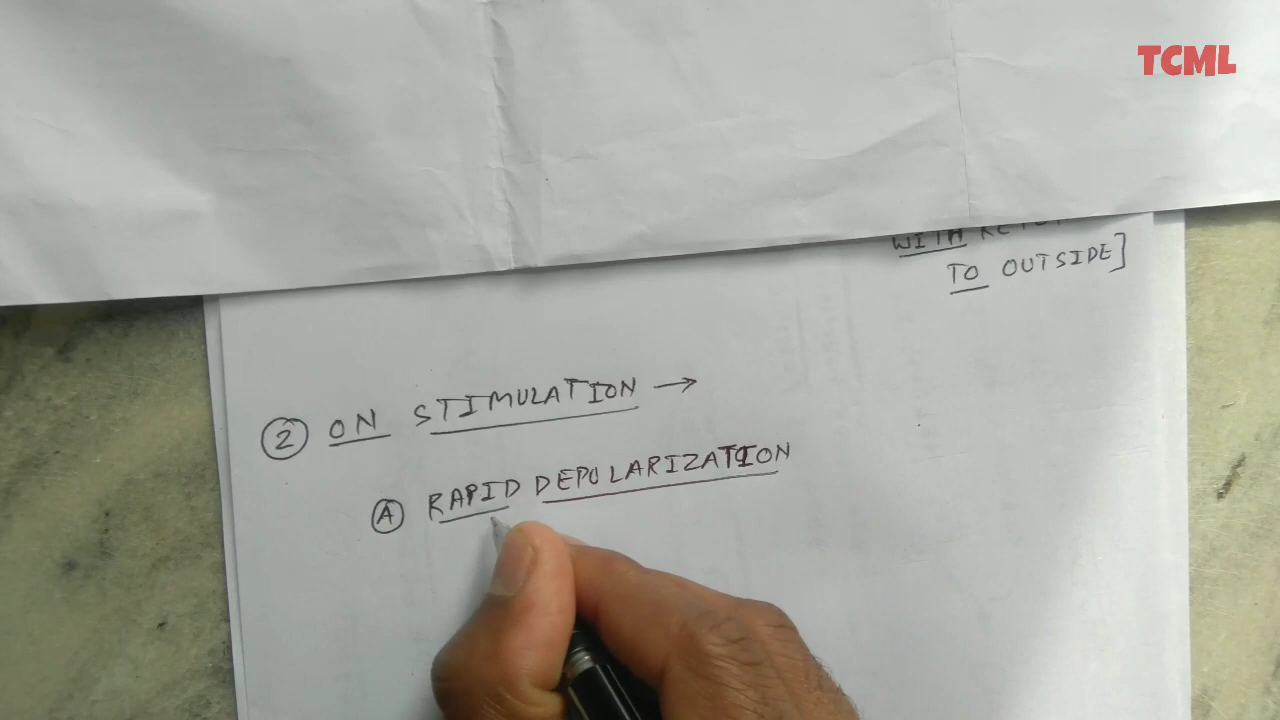 TCML
WITH
TO OUTSIDE]
2 ON STIMULATION →
A RAPID DEPOLARIZATION